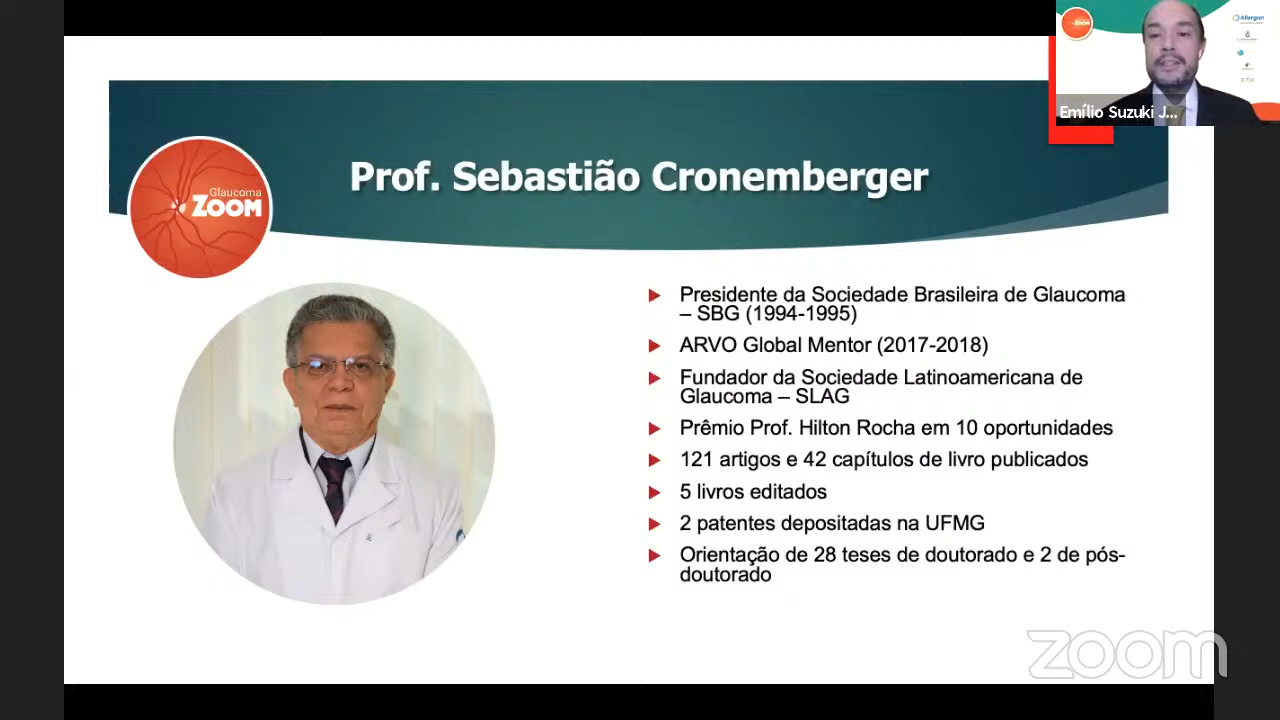 zoom
Allergan
Emílio Suzuki J...
Prof. Sebastião Cronemberger
Glaucoma
ZOOM
Presidente da Sociedade Brasileira de Glaucoma
– SBG (1994-1995)
ARVO Global Mentor (2017-2018)
Fundador da Sociedade Latinoamericana de
Glaucoma – SLAG
Prêmio Prof. Hilton Rocha em 10 oportunidades
121 artigos e 42 capítulos de livro publicados
5 livros editados
2 patentes depositadas na UFMG
Orientação de 28 teses de doutorado e 2 de pós-
doutorado
zoom